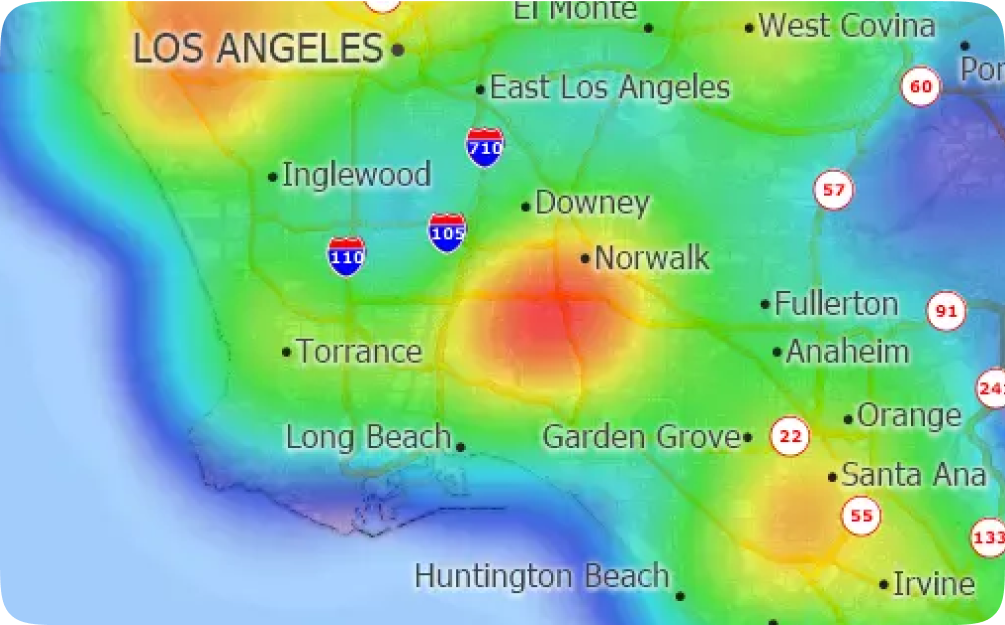 El Monte
West Covina
LOS ANGELES
East Los Angeles
60
710
Inglewood
57
Downey
105
110
Norwalk
Fullerton
91
Torrance
Anaheim
24
Orange
Long Beach
Garden Grove
22
Santa Ana
55
133
Huntington Beach
Irvine